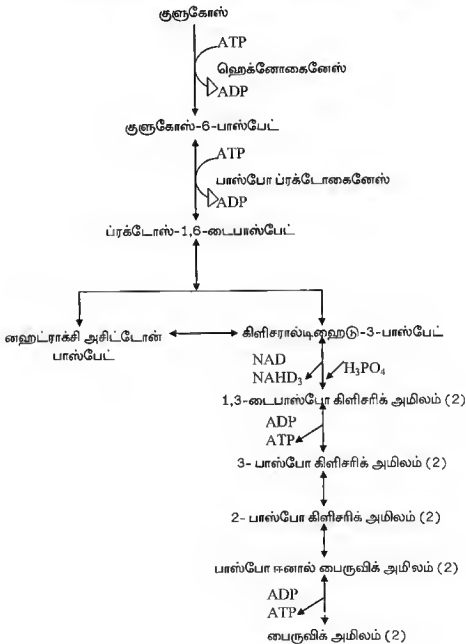 குளுகோஸ்
ATP
ஹெக்னோகைனேஸ்
ADP
குளுகோஸ்-6-பாஸ்பேட்
ATP
பாஸ்போ ப்ரக்டோகைனேஸ்
ADP
ப்ரக்டோஸ்-1,6-டைபாஸ்பேட்
னஹட்ராக்சி அசிட்டோன்
பாஸ்பேட்
கிளிசரால்டிஹைடு-3-பாஸ்பேட்
NAD
NAHD₃
H₃PO₄
1,3-டைபாஸ்போ கிளிசரிக் அமிலம் (2)
ADP
ATP
3- பாஸ்போ கிளிசரிக் அமிலம் (2)
2- பாஸ்போ கிளிசரிக் அமிலம் (2)
பாஸ்போ ஈனால் பைருவிக் அமிலம் (2)
ADP
ATP
பைருவிக் அமிலம் (2)